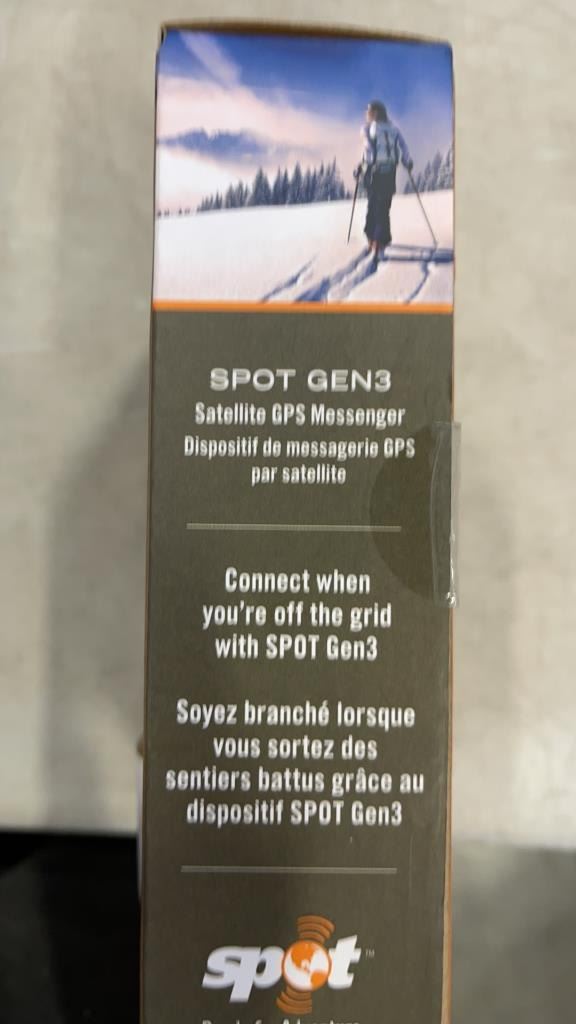 SPOT GEN3
Satellite GPS Messenger
Dispositif de messagerie GPS
par satellite
Connect when
you're off the grid
with SPOT Gen3
Soyez branché lorsque
vous sortez des
sentiers battus grâce au
dispositif SPOT Gen3
spot™